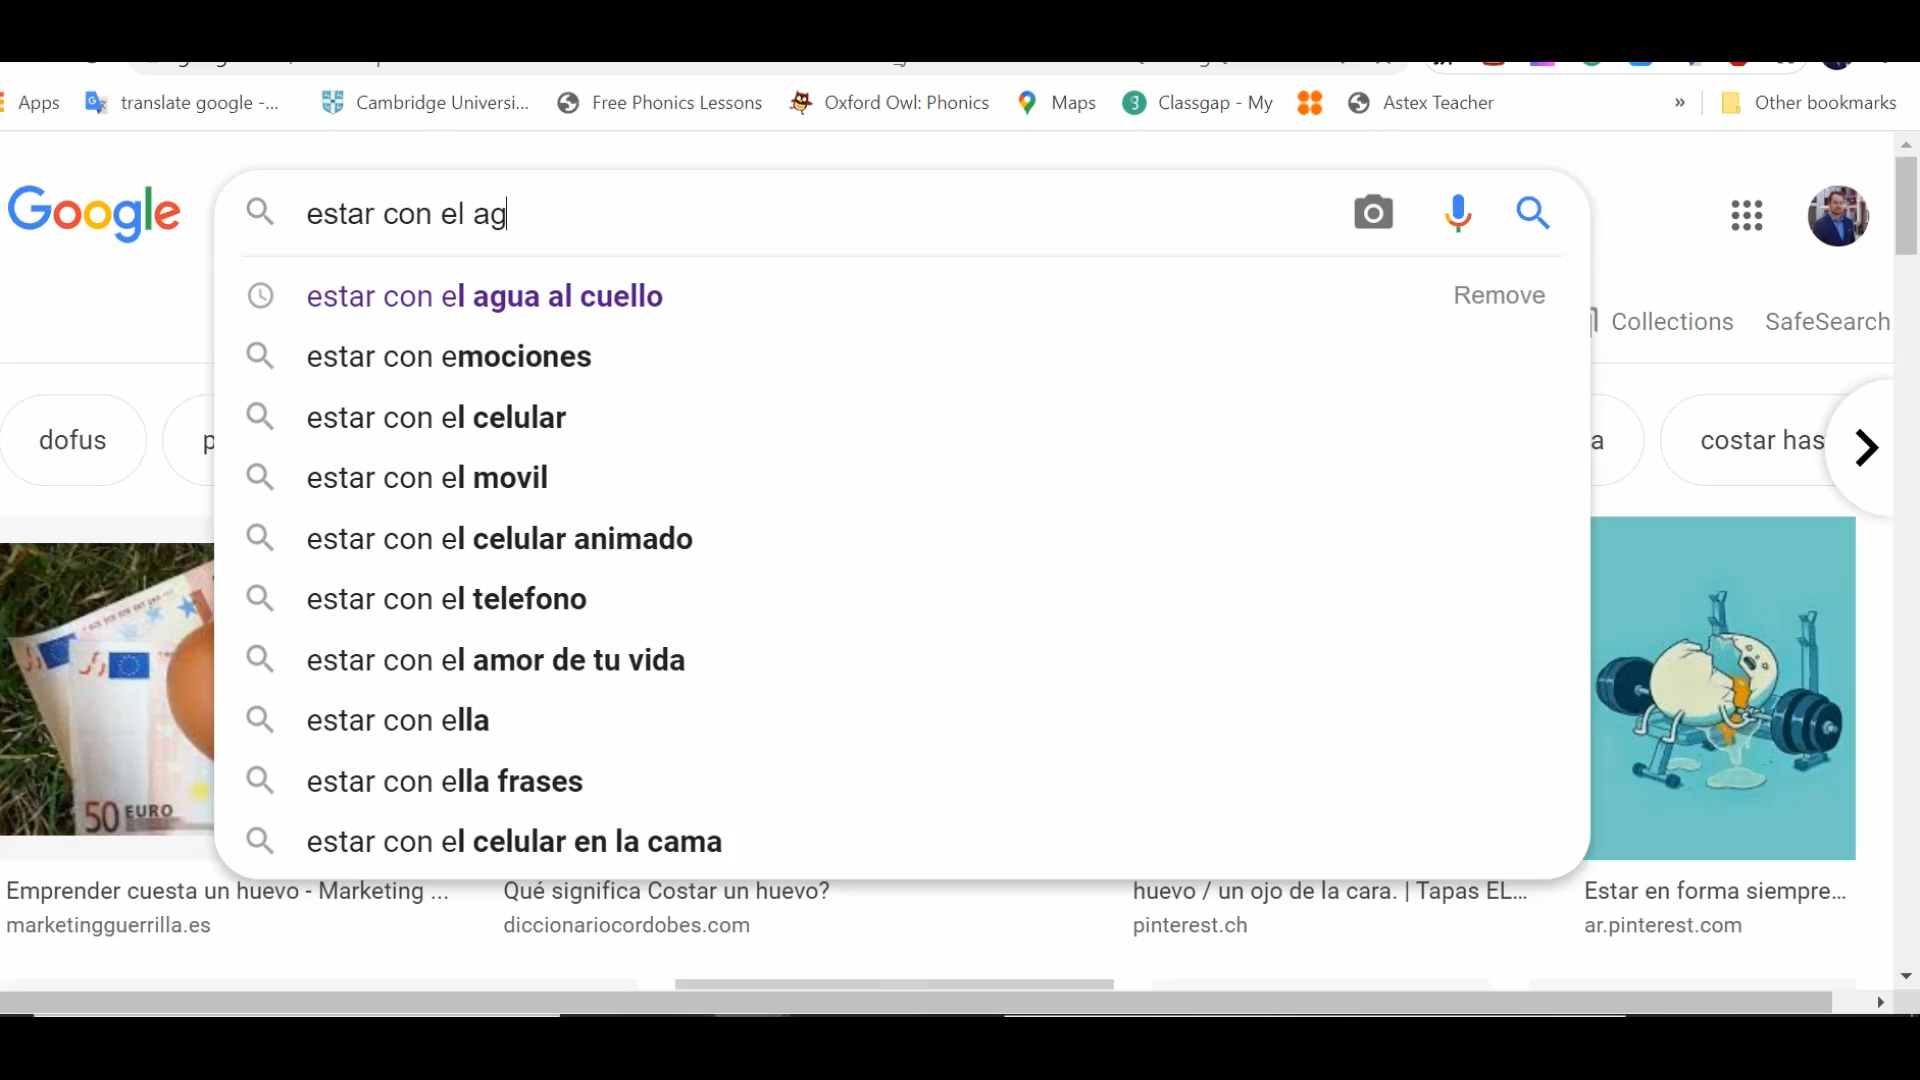 Apps
translate google -...
Cambridge Universi...
Free Phonics Lessons
Oxford Owl: Phonics
Maps
Classgap - My
Astex Teacher
»
Other bookmarks
Google
estar con el ag
estar con el agua al cuello
Remove
estar con emociones
estar con el celular
estar con el movil
estar con el celular animado
estar con el telefono
estar con el amor de tu vida
estar con ella
estar con ella frases
estar con el celular en la cama
Collections
SafeSearch
dofus
p
a
costar has
50 EURO
Emprender cuesta un huevo - Marketing ...
marketingguerrilla.es
Qué significa Costar un huevo?
diccionariocordobes.com
huevo / un ojo de la cara. | Tapas EL...
pinterest.ch
Estar en forma siempre...
ar.pinterest.com